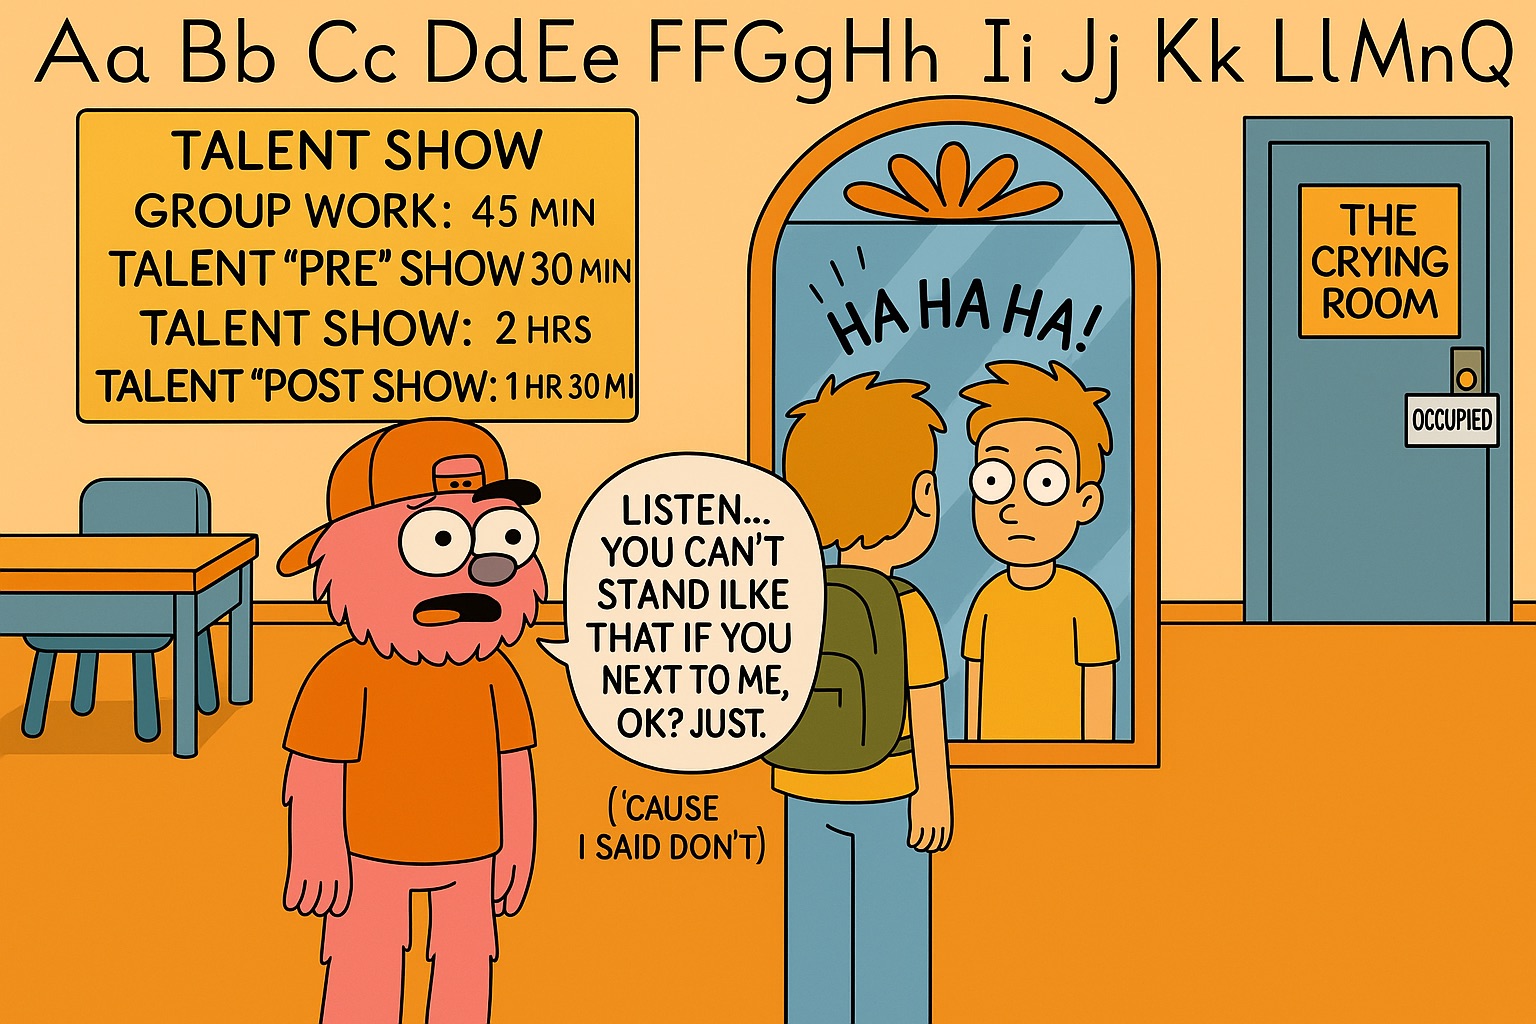 Aa Bb Cc DdEe FFGgHh Ii Jj Kk LlMnQ
TALENT SHOW
GROUP WORK: 45 MIN
TALENT “PRE” SHOW 30 MIN
TALENT SHOW: 2 HRS
TALENT “POST SHOW: 1 HR 30 MI
HA HA HA!
THE
CRYING
ROOM
OCCUPIED
LISTEN...
YOU CAN'T
STAND ILKE
THAT IF YOU
NEXT TO ME,
OK? JUST.
('CAUSE
I SAID DON'T)